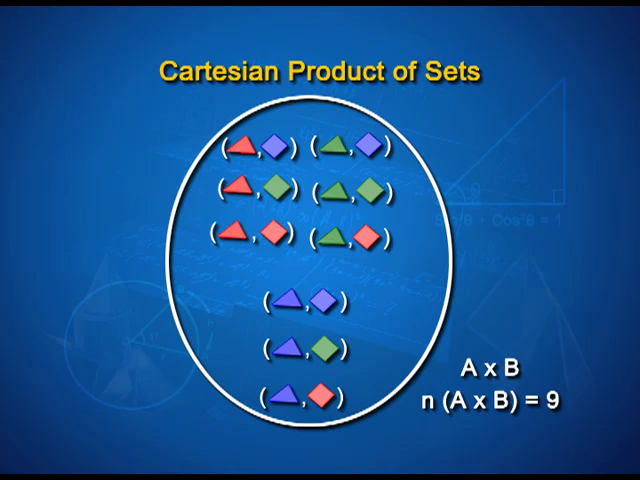 Cartesian Product of Sets
( , ) ( , )
( , ) ( , )
( , ) ( , )
( , )
( , )
( , )
A x B
n (A x B) = 9